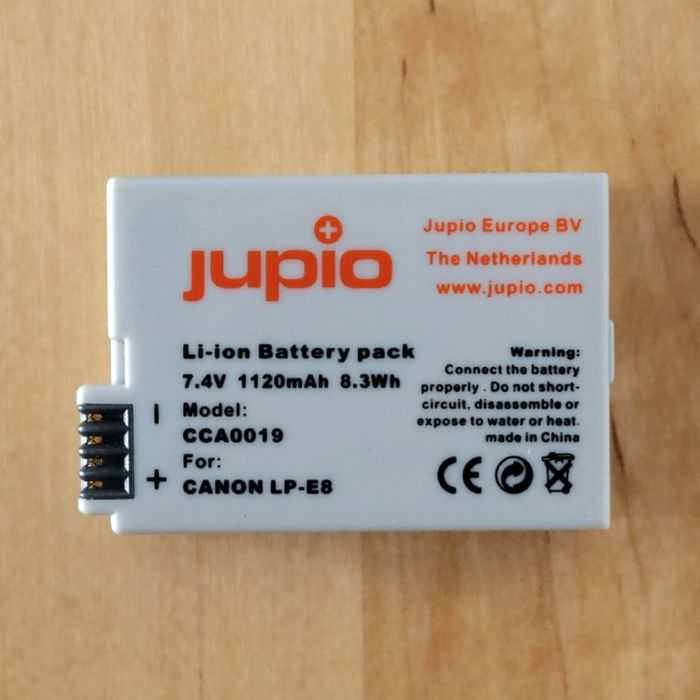 jupio
Jupio Europe BV
The Netherlands
www.jupio.com
Li-ion Battery pack
7.4V 1120mAh 8.3Wh
Model:
CCA0019
For:
CANON LP-E8
Warning:
Connect the battery
properly . Do not short-
circuit, disassemble or
expose to water or heat.
made in China
CE